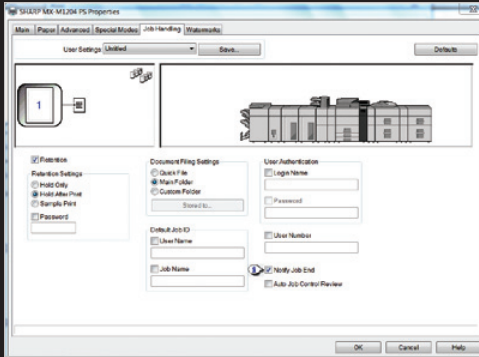 SHARP MX-M1204 PS Properties
Main Paper Advanced Special Modes Job Handling Watermarks
User Settings Untitled Save... Defaults
1
Retention
Retention Settings
Hold Only
Hold After Print
Sample Print
Password
Document Filing Settings
Quick File
Main Folder
Custom Folder
Stored to...
Default Job ID
User Name
Job Name
User Authentication
Login Name
Password
User Number
Notify Job End
Auto Job Control Review
OK Cancel Help